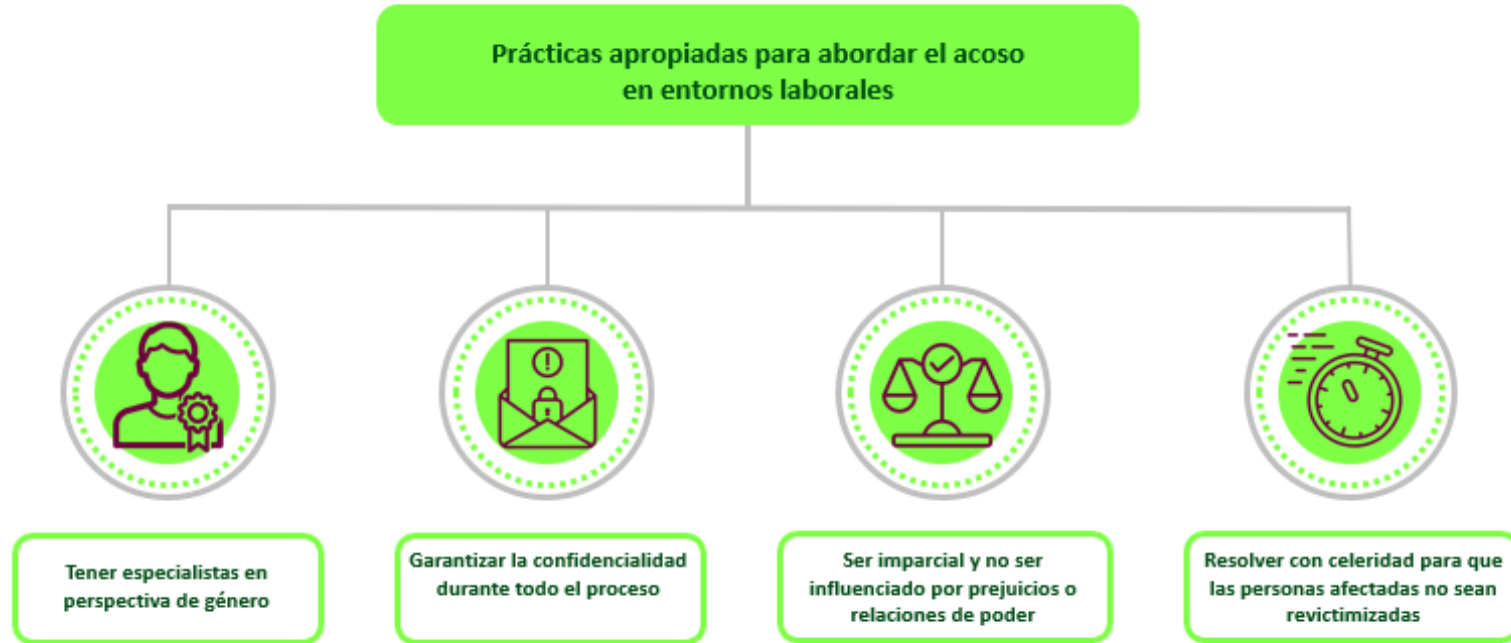 Prácticas apropiadas para abordar el acoso
en entornos laborales
Tener especialistas en
perspectiva de género
Garantizar la confidencialidad
durante todo el proceso
Ser imparcial y no ser
influenciado por prejuicios o
relaciones de poder
Resolver con celeridad para que
las personas afectadas no sean
revictimizadas